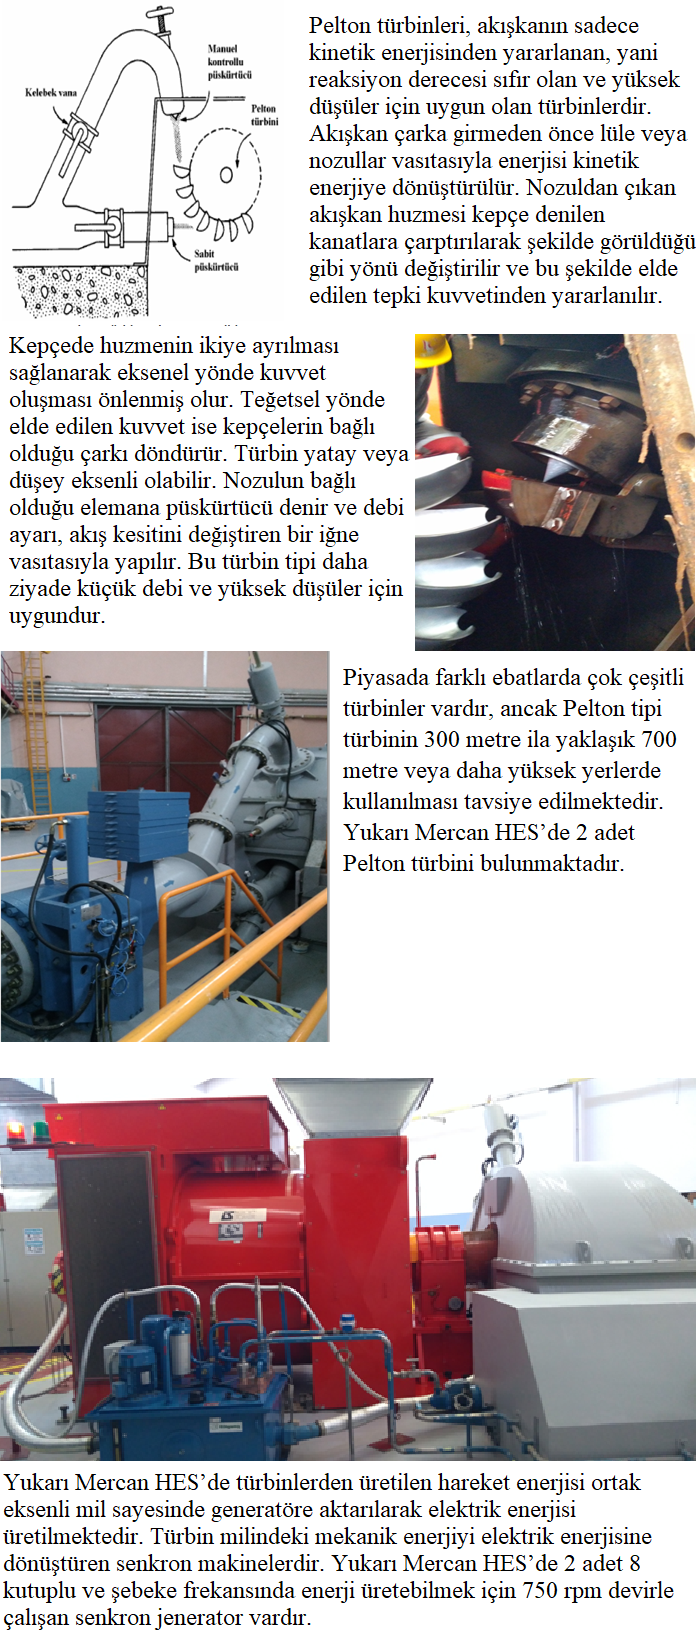 Manuel
kontrollu
püskürtücü
Kelebek vana
Pelton
türbini
Sabit
püskürtücü
Pelton türbinleri, akışkanın sadece
kinetik enerjisinden yararlanan, yani
reaksiyon derecesi sıfır olan ve yüksek
düşüler için uygun olan türbinlerdir.
Akışkan çarka girmeden önce lüle veya
nozullar vasıtasıyla enerjisi kinetik
enerjiye dönüştürülür. Nozuldan çıkan
akışkan huzmesi kepçe denilen
kanatlara çarptırılarak şekilde görüldüğü
gibi yönü değiştirilir ve bu şekilde elde
edilen tepki kuvvetinden yararlanılır.
Kepçede huzmenin ikiye ayrılması
sağlanarak eksenel yönde kuvvet
oluşması önlenmiş olur. Teğetsel yönde
elde edilen kuvvet ise kepçelerin bağlı
olduğu çarkı döndürür. Türbin yatay veya
düşey eksenli olabilir. Nozulun bağlı
olduğu elemana püskürtücü denir ve debi
ayarı, akış kesitini değiştiren bir iğne
vasıtasıyla yapılır. Bu türbin tipi daha
ziyade küçük debi ve yüksek düşüler için
uygundur.
Piyasada farklı ebatlarda çok çeşitli
türbinler vardır, ancak Pelton tipi
türbinin 300 metre ila yaklaşık 700
metre veya daha yüksek yerlerde
kullanılması tavsiye edilmektedir.
Yukarı Mercan HES’de 2 adet
Pelton türbini bulunmaktadır.
Yukarı Mercan HES’de türbinlerden üretilen hareket enerjisi ortak
eksenli mil sayesinde generatöre aktarılarak elektrik enerjisi
üretilmektedir. Türbin milindeki mekanik enerjiyi elektrik enerjisine
dönüştüren senkron makinelerdir. Yukarı Mercan HES’de 2 adet 8
kutuplu ve şebeke frekansında enerji üretebilmek için 750 rpm devirle
çalışan senkron jenerator vardır.